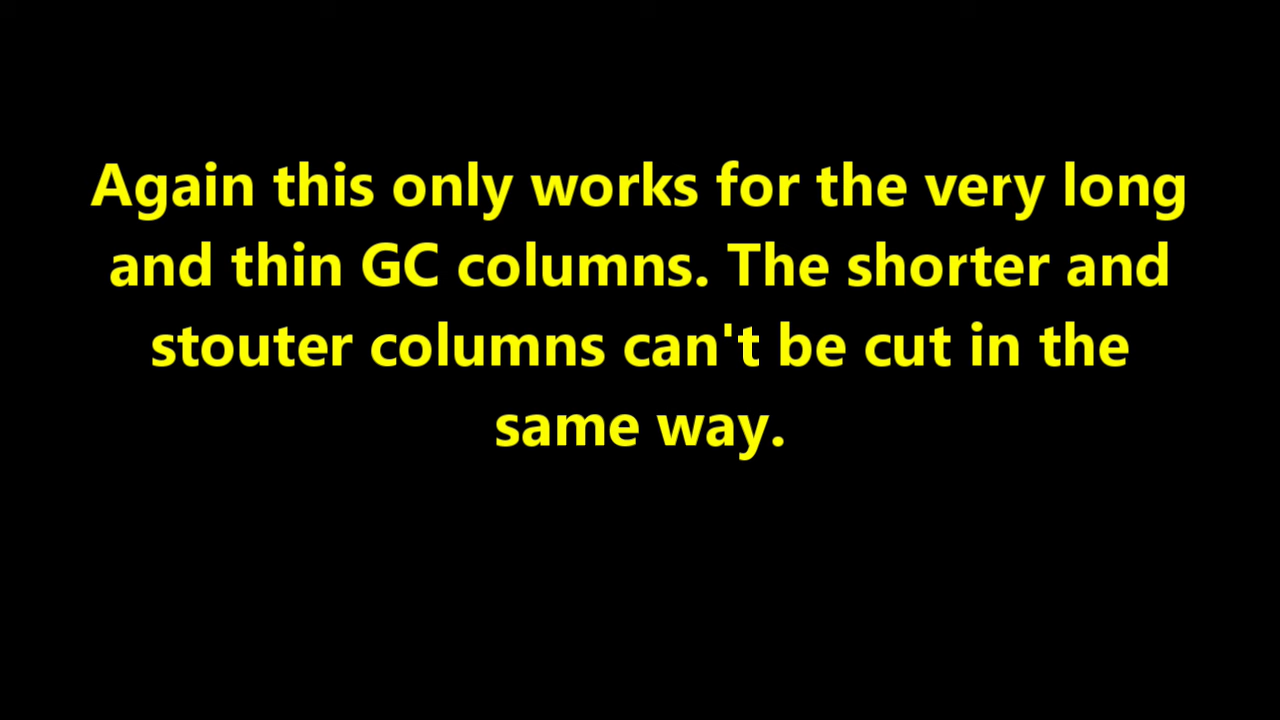 Again this only works for the very long
and thin GC columns. The shorter and
stouter columns can't be cut in the
same way.